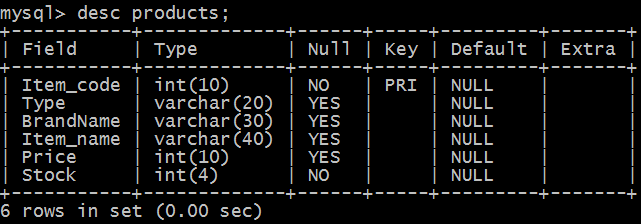 mysql> desc products;
+-----------+-------------+------+-----+---------+-------+
| Field     | Type        | Null | Key | Default | Extra |
+-----------+-------------+------+-----+---------+-------+
| Item_code | int(10)     | NO   | PRI | NULL    |       |
| Type      | varchar(20) | YES  |     | NULL    |       |
| BrandName | varchar(30) | YES  |     | NULL    |       |
| Item_name | varchar(40) | YES  |     | NULL    |       |
| Price     | int(10)     | YES  |     | NULL    |       |
| Stock     | int(4)      | NO   |     | NULL    |       |
+-----------+-------------+------+-----+---------+-------+
6 rows in set (0.00 sec)